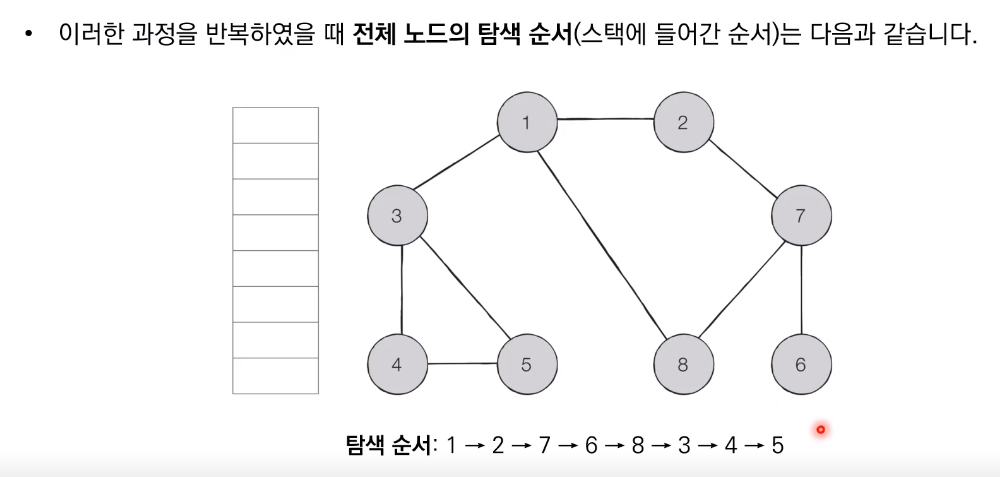 • 이러한 과정을 반복하였을 때 전체 노드의 탐색 순서(스택에 들어간 순서)는 다음과 같습니다.
1 2
3 7
4 5 8 6
탐색 순서: 1 → 2 → 7 → 6 → 8 → 3 → 4 → 5